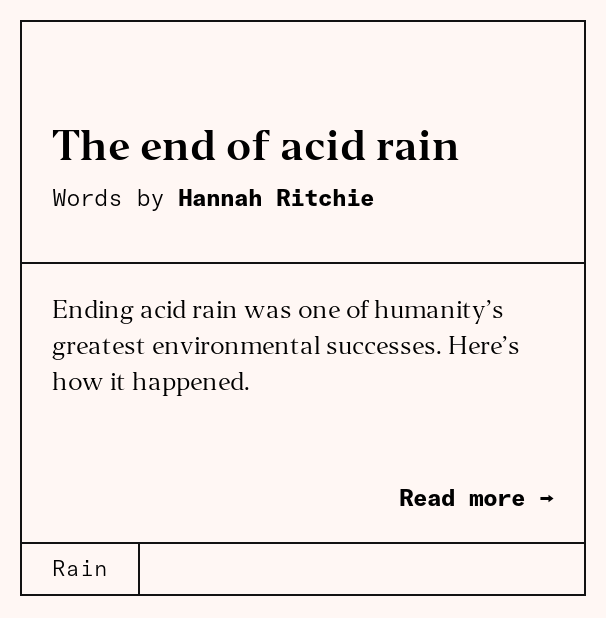 The end of acid rain
Words by Hannah Ritchie
Ending acid rain was one of humanity’s
greatest environmental successes. Here’s
how it happened.
Read more →
Rain